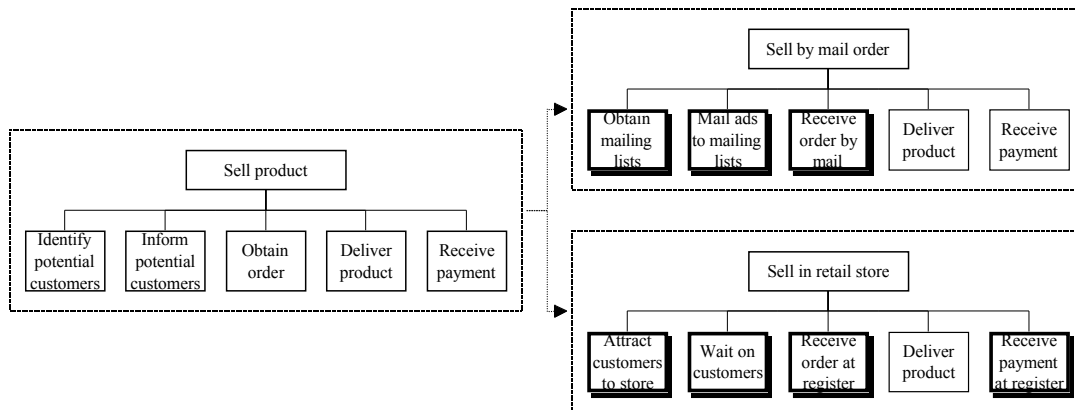 Sell by mail order
Obtain
mailing
lists
Mail ads
to mailing
lists
Receive
order by
mail
Deliver
product
Receive
payment
Sell product
Identify
potential
customers
Inform
potential
customers
Obtain
order
Deliver
product
Receive
payment
Sell in retail store
Attract
customers
to store
Wait on
customers
Receive
order at
register
Deliver
product
Receive
payment
at register